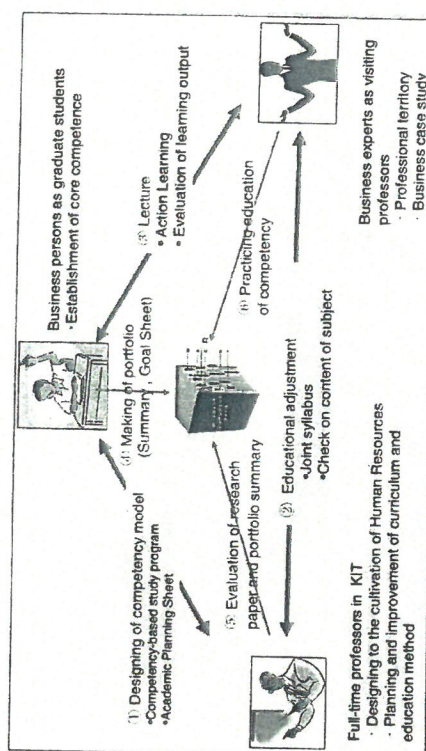 Business persons as graduate students
・Establishment of core competence
(1) Designing of competency model
•Competency-based study program
•Academic Planning Sheet
(4) Making of portfolio
(Summary , Goal Sheet)
(3) Lecture
• Action Learning
• Evaluation of learning output
(5) Evaluation of research
paper and portfolio summary
(6) Practicing education
of competency
(2) Educational adjustment
•Joint syllabus
•Check on content of subject
Full-time professors in KIT
・Designing to the cultivation of Human Resources
・Planning and improvement of curriculum and
education method
Business experts as visiting
professors
・Professional territory
・Business case study